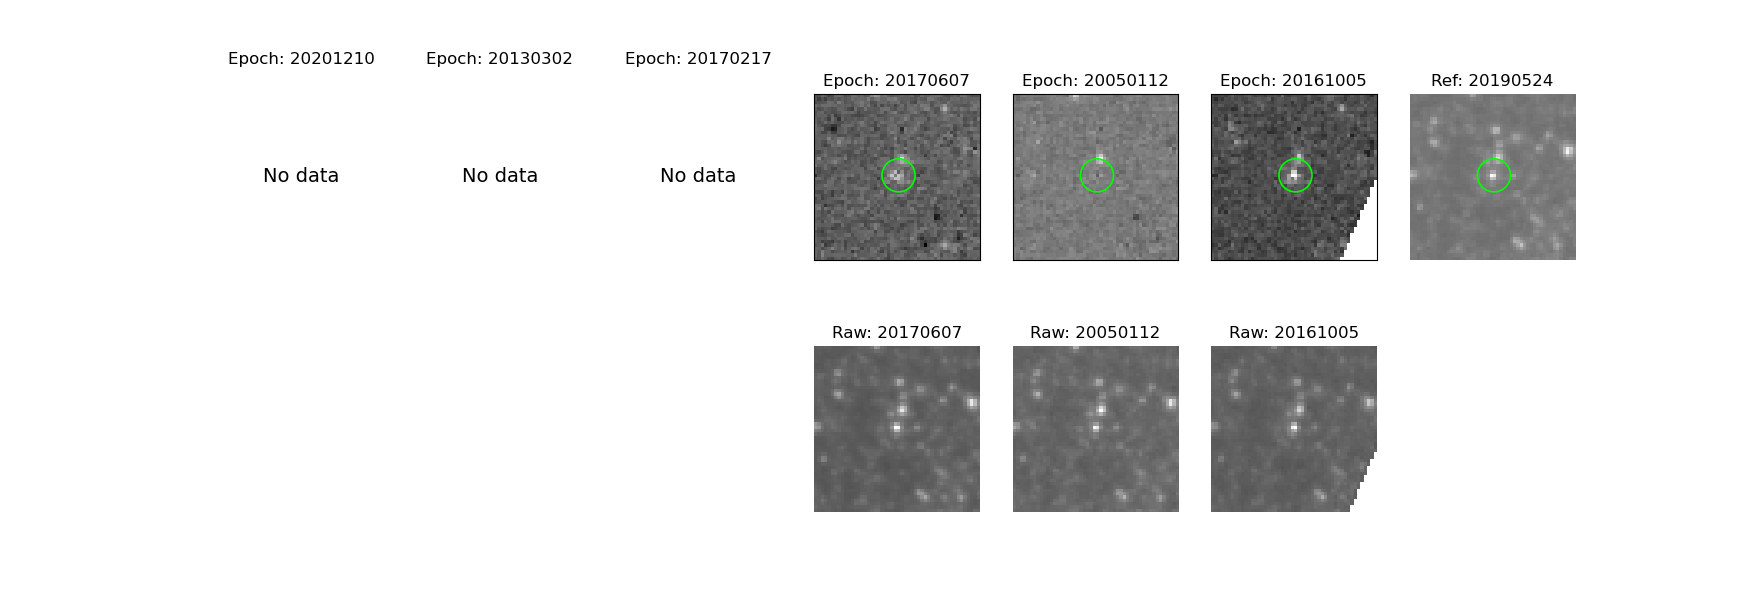 Epoch: 20201210
Epoch: 20130302
Epoch: 20170217
Epoch: 20170607
Epoch: 20050112
Epoch: 20161005
Ref: 20190524
No data
No data
No data
Raw: 20170607
Raw: 20050112
Raw: 20161005